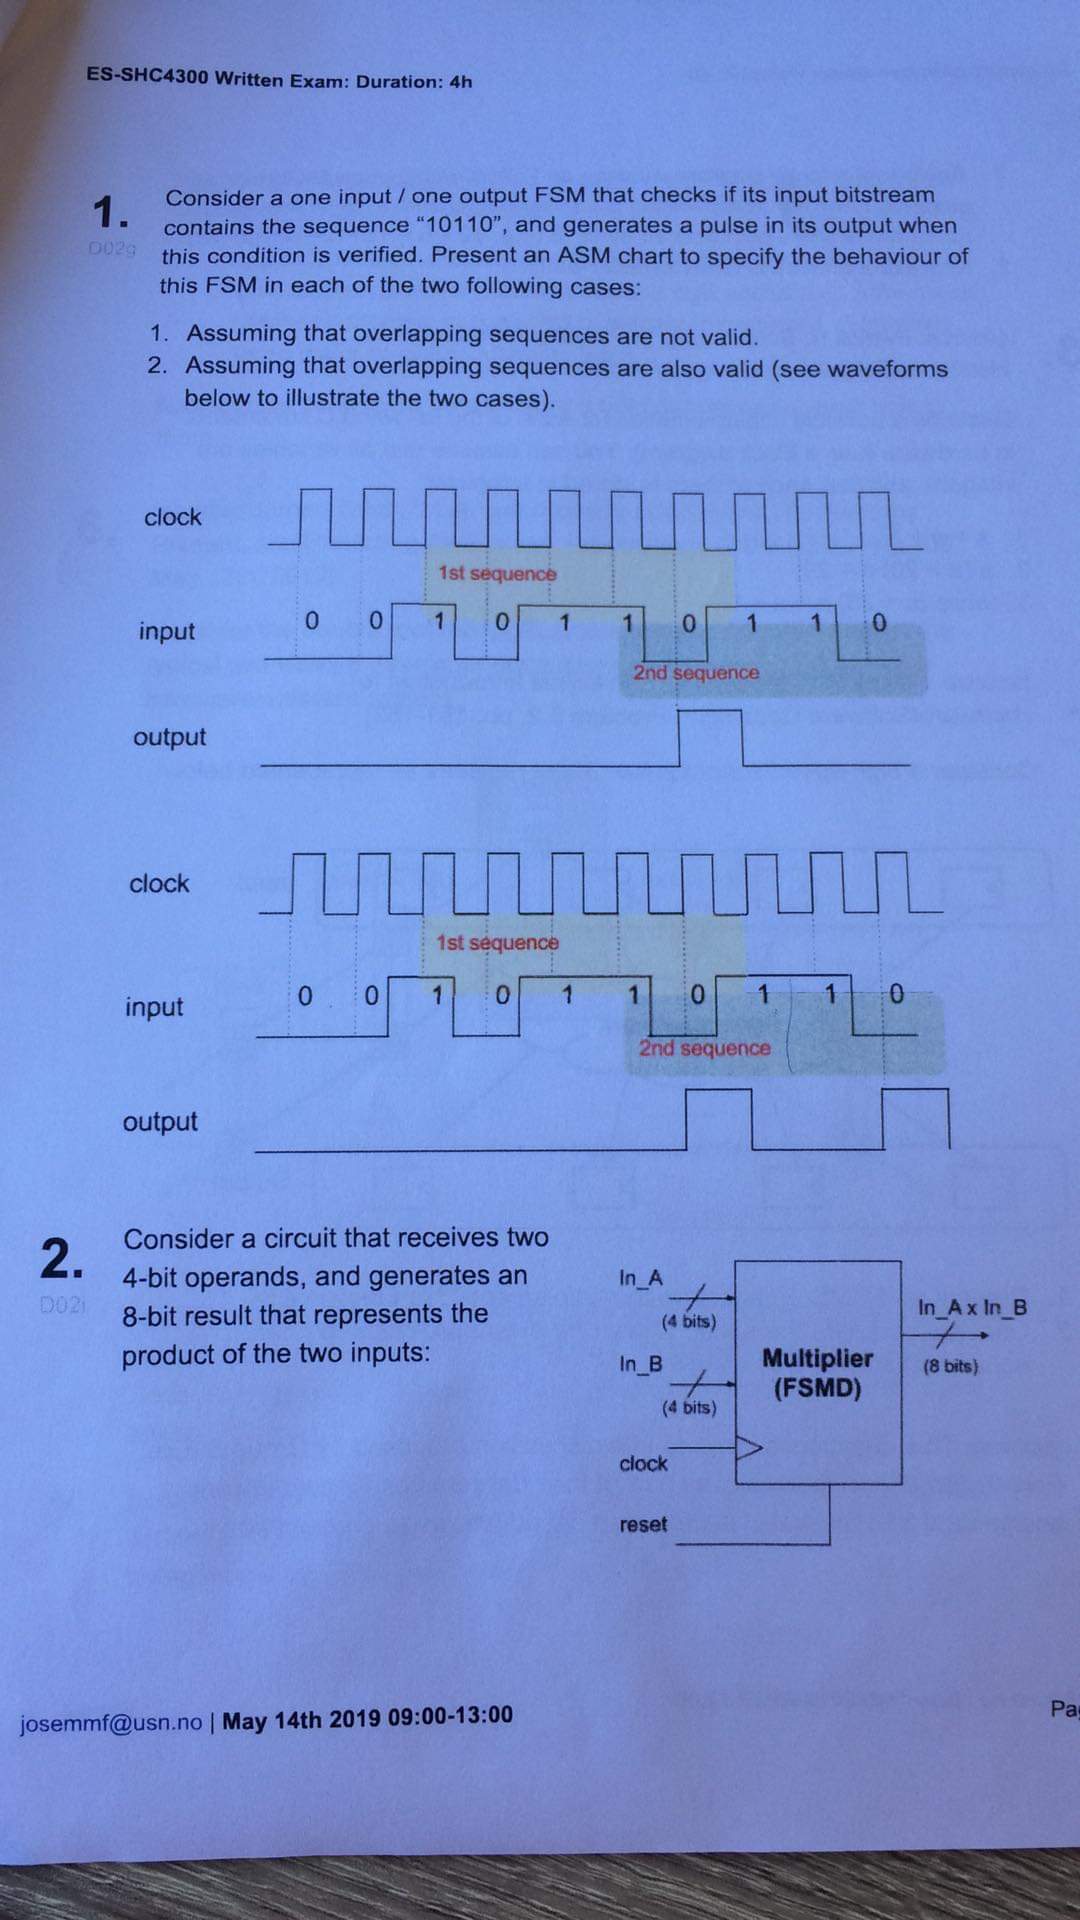 ES-SHC4300 Written Exam: Duration: 4h
1.
D02g
Consider a one input / one output FSM that checks if its input bitstream
contains the sequence “10110”, and generates a pulse in its output when
this condition is verified. Present an ASM chart to specify the behaviour of
this FSM in each of the two following cases:
1. Assuming that overlapping sequences are not valid.
2. Assuming that overlapping sequences are also valid (see waveforms
below to illustrate the two cases).
clock
1st sequence
input 0 0 1 0 1 1 0 1 1 0
2nd sequence
output
clock
1st sequence
input 0 0 1 0 1 1 0 1 1 0
2nd sequence
output
2.
D02i
Consider a circuit that receives two
4-bit operands, and generates an
8-bit result that represents the
product of the two inputs:
In_A
(4 bits)
In_B
(4 bits)
clock
reset
Multiplier
(FSMD)
In_A x In_B
(8 bits)
josemmf@usn.no | May 14th 2019 09:00-13:00